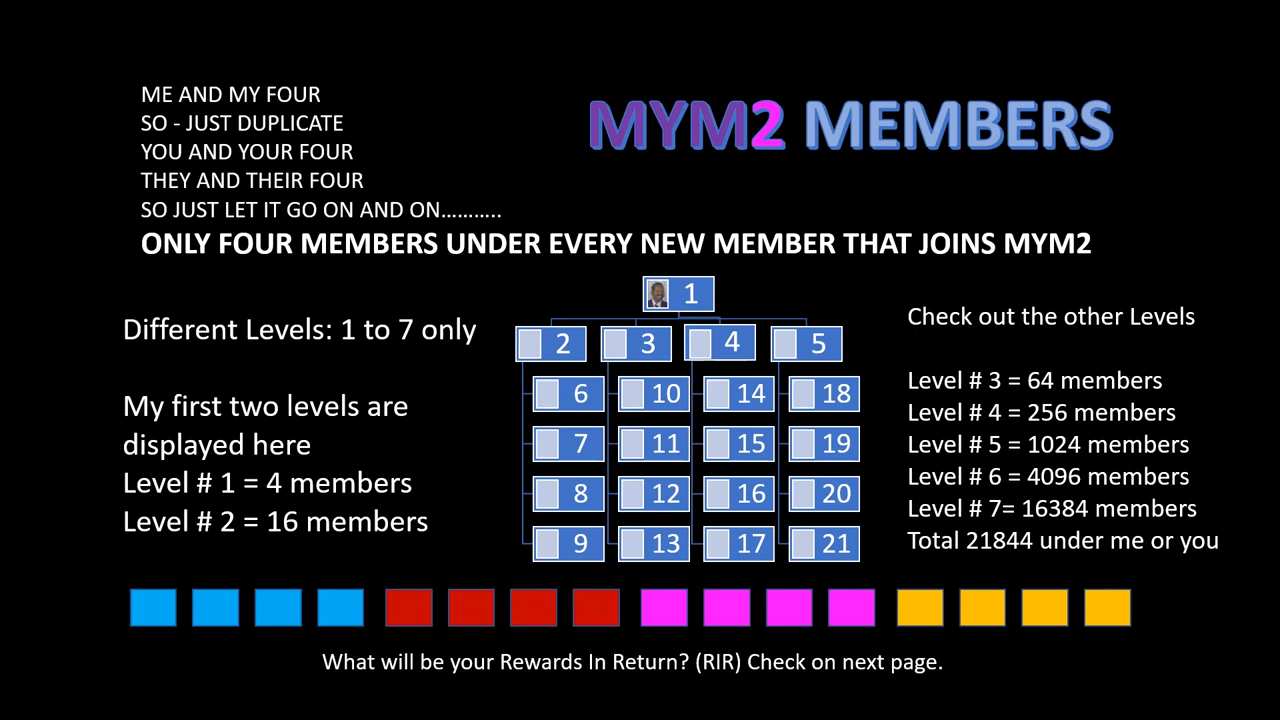 ME AND MY FOUR
SO - JUST DUPLICATE
YOU AND YOUR FOUR
THEY AND THEIR FOUR
SO JUST LET IT GO ON AND ON………..
MYM2 MEMBERS
ONLY FOUR MEMBERS UNDER EVERY NEW MEMBER THAT JOINS MYM2
Different Levels: 1 to 7 only
My first two levels are
displayed here
Level # 1 = 4 members
Level # 2 = 16 members
1
2 3 4 5
6 10 14 18
7 11 15 19
8 12 16 20
9 13 17 21
Check out the other Levels
Level # 3 = 64 members
Level # 4 = 256 members
Level # 5 = 1024 members
Level # 6 = 4096 members
Level # 7= 16384 members
Total 21844 under me or you
What will be your Rewards In Return? (RIR) Check on next page.